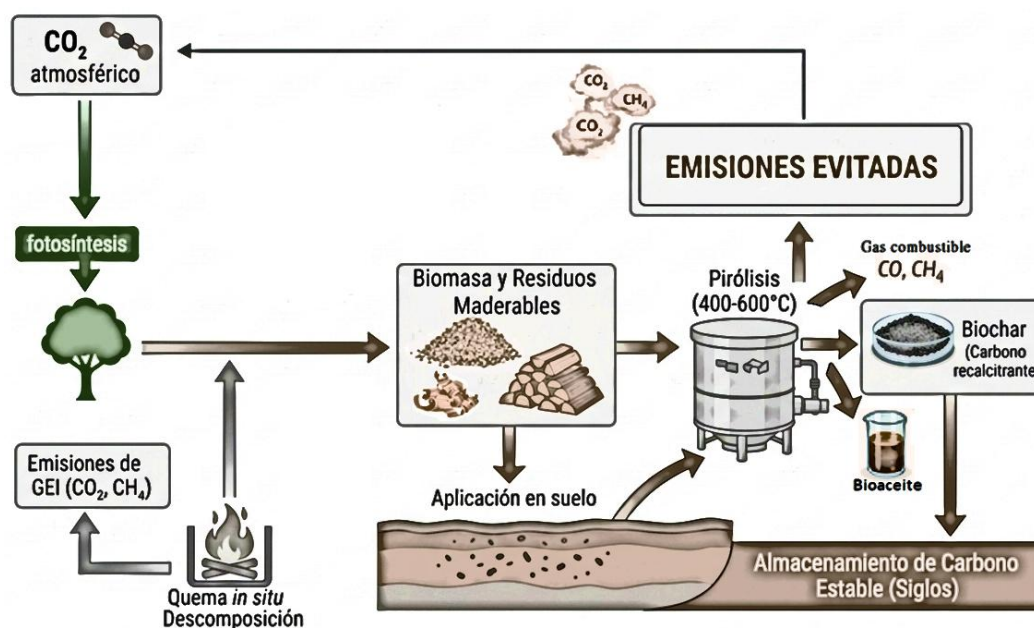 CO₂
atmosférico
CO₂
CH₄
CO₂
EMISIONES EVITADAS
fotosíntesis
Biomasa y Residuos
Maderables
Pirólisis
(400-600°C)
Gas combustible
CO, CH₄
Biochar
(Carbono
recalcitrante
Bioaceite
Emisiones de
GEI (CO₂, CH₄)
Aplicación en suelo
Quema in situ
Descomposición
Almacenamiento de Carbono
Estable (Siglos)